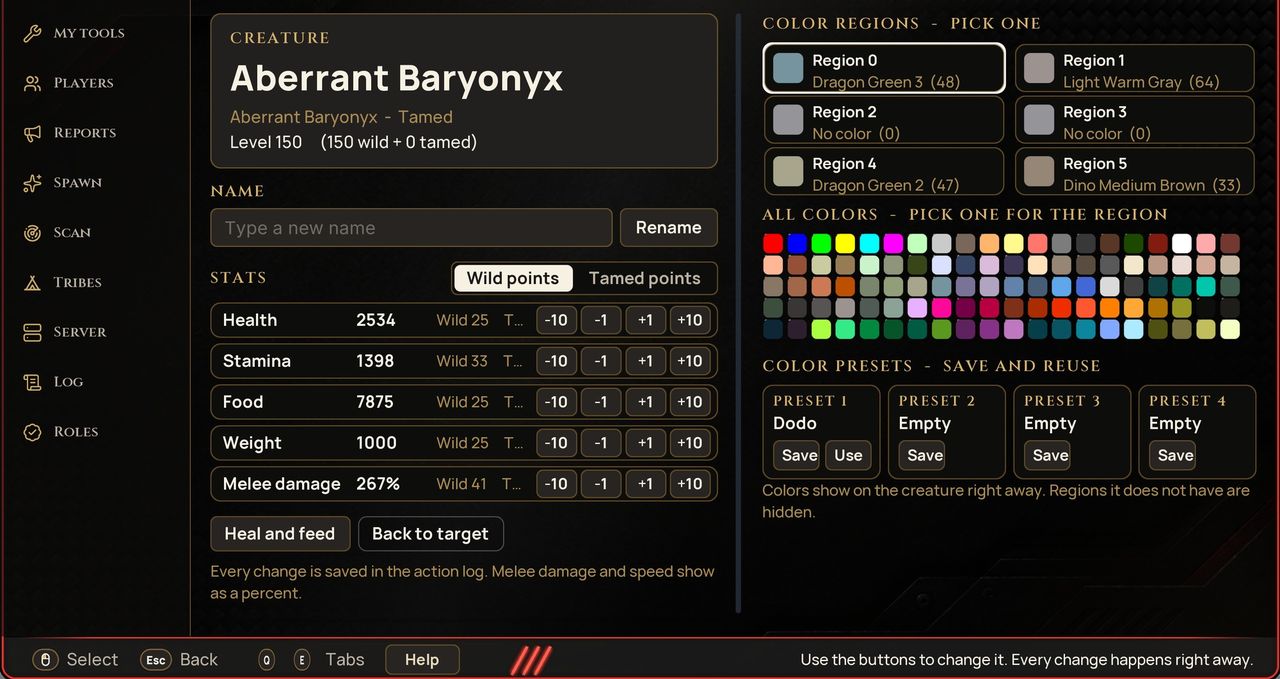 MY TOOLS
PLAYERS
REPORTS
SPAWN
SCAN
TRIBES
SERVER
LOG
ROLES
CREATURE
Aberrant Baryonyx
Aberrant Baryonyx - Tamed
Level 150 (150 wild + 0 tamed)
NAME
Type a new name
Rename
STATS
Wild points Tamed points
Health 2534 Wild 25 T... -10 -1 +1 +10
Stamina 1398 Wild 33 T... -10 -1 +1 +10
Food 7875 Wild 25 T... -10 -1 +1 +10
Weight 1000 Wild 25 T... -10 -1 +1 +10
Melee damage 267% Wild 41 T... -10 -1 +1 +10
Heal and feed Back to target
Every change is saved in the action log. Melee damage and speed show
as a percent.
COLOR REGIONS - PICK ONE
Region 0
Dragon Green 3 (48)
Region 1
Light Warm Gray (64)
Region 2
No color (0)
Region 3
No color (0)
Region 4
Dragon Green 2 (47)
Region 5
Dino Medium Brown (33)
ALL COLORS - PICK ONE FOR THE REGION
COLOR PRESETS - SAVE AND REUSE
PRESET 1
Dodo
Save Use
PRESET 2
Empty
Save
PRESET 3
Empty
Save
PRESET 4
Empty
Save
Colors show on the creature right away. Regions it does not have are
hidden.
Select Esc Back Q E Tabs Help
Use the buttons to change it. Every change happens right away.